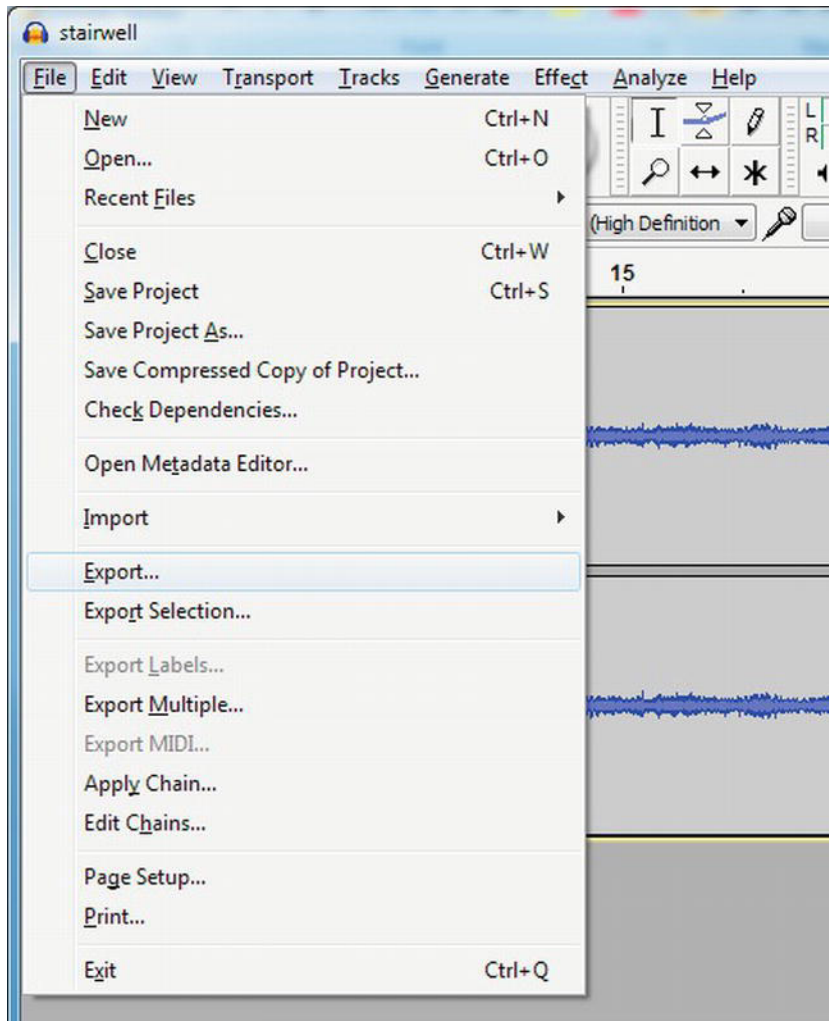 stairwell
File Edit View Transport Tracks Generate Effect Analyze Help
New Ctrl+N
Open... Ctrl+O
Recent Files
Close Ctrl+W
Save Project Ctrl+S
Save Project As...
Save Compressed Copy of Project...
Check Dependencies...
Open Metadata Editor...
Import
Export...
Export Selection...
Export Labels...
Export Multiple...
Export MIDI...
Apply Chain...
Edit Chains...
Page Setup...
Print...
Exit Ctrl+Q
L
R
(High Definition
15